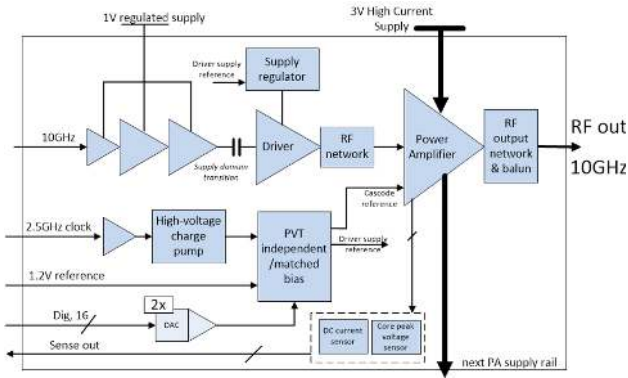 1V regulated supply
3V High Current
Supply
Driver supply
reference
Supply
regulator
10GHz
Supply domain
transition
Driver
RF
network
Power
Amplifier
RF
output
network
& balun
RF out
10GHz
Cascode
reference
2.5GHz clock
High-voltage
charge
pump
PVT
independent
/matched
bias
Driver supply
reference
1.2V reference
2x
Dig, 16
DAC
DC current
sensor
Core peak
voltage
sensor
Sense out
next PA supply rail